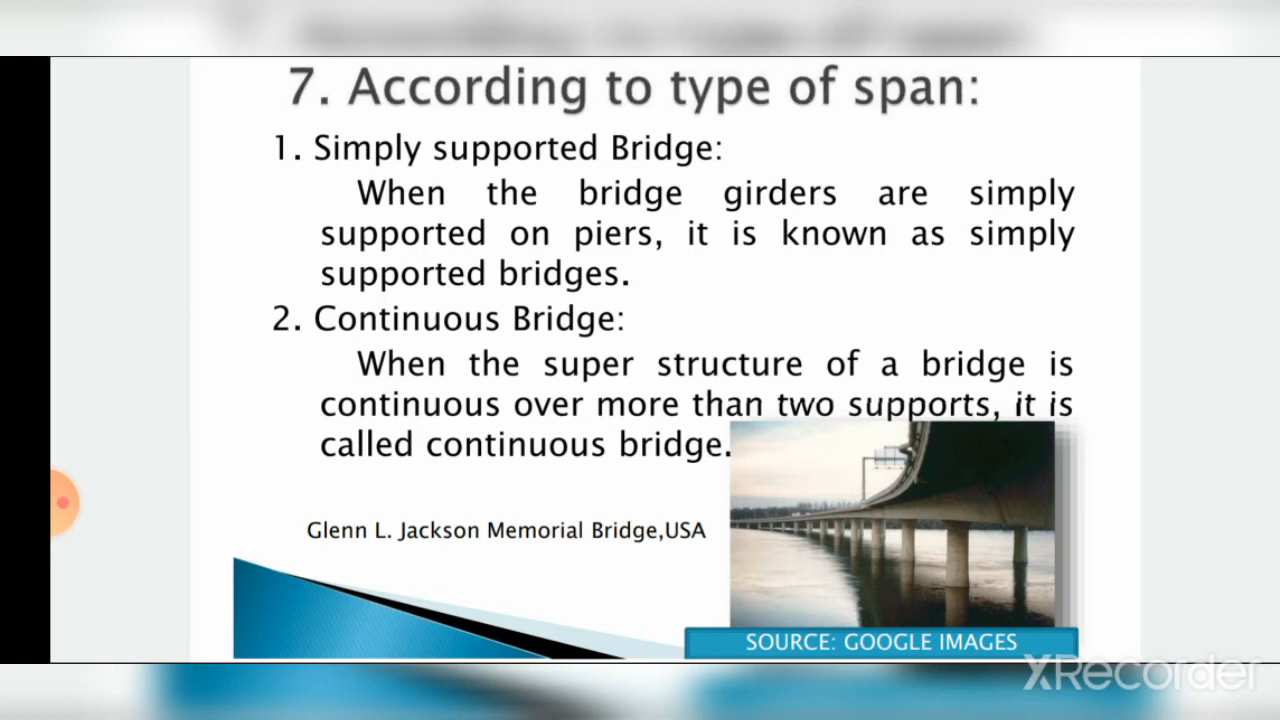 7. According to type of span:
1. Simply supported Bridge:
When the bridge girders are simply
supported on piers, it is known as simply
supported bridges.
2. Continuous Bridge:
When the super structure of a bridge is
continuous over more than two supports, it is
called continuous bridge.
Glenn L. Jackson Memorial Bridge,USA
SOURCE: GOOGLE IMAGES
XRecorder